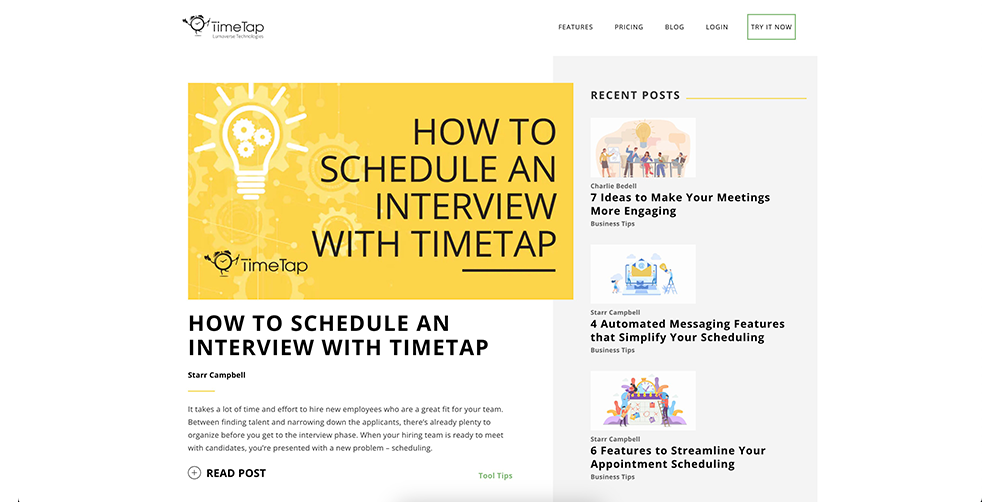 TimeTap
Lumoverse Technologies
FEATURES
PRICING
BLOG
LOGIN
TRY IT NOW
HOW TO
SCHEDULE AN
INTERVIEW
WITH TIMETAP
TimeTap
HOW TO SCHEDULE AN
INTERVIEW WITH TIMETAP
Starr Campbell
It takes a lot of time and effort to hire new employees who are a great fit for your team.
Between finding talent and narrowing down the applicants, there's already plenty to
organize before you get to the interview phase. When your hiring team is ready to meet
with candidates, you're presented with a new problem – scheduling.
READ POST
Tool Tips
RECENT POSTS
Charlie Bedell
7 Ideas to Make Your Meetings
More Engaging
Business Tips
Starr Campbell
4 Automated Messaging Features
that Simplify Your Scheduling
Business Tips
Starr Campbell
6 Features to Streamline Your
Appointment Scheduling
Business Tips